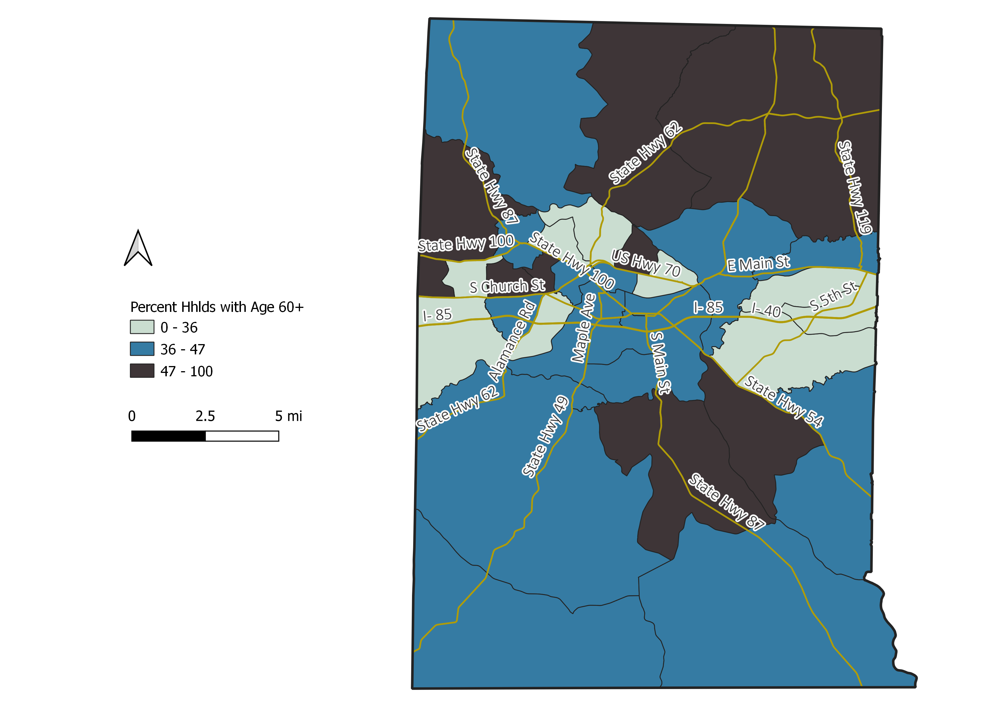 State Hwy 62
State Hwy 119
State Hwy 87
State Hwy 100
State Hwy 100
US Hwy 70
E Main St
S Church St
S 5th St
I- 85
Alamance Rd
Maple Ave
I- 85
I- 40
S Main St
State Hwy 62
State Hwy 49
State Hwy 54
State Hwy 87
Percent Hhlds with Age 60+
0 - 36
36 - 47
47 - 100
0 2.5 5 mi